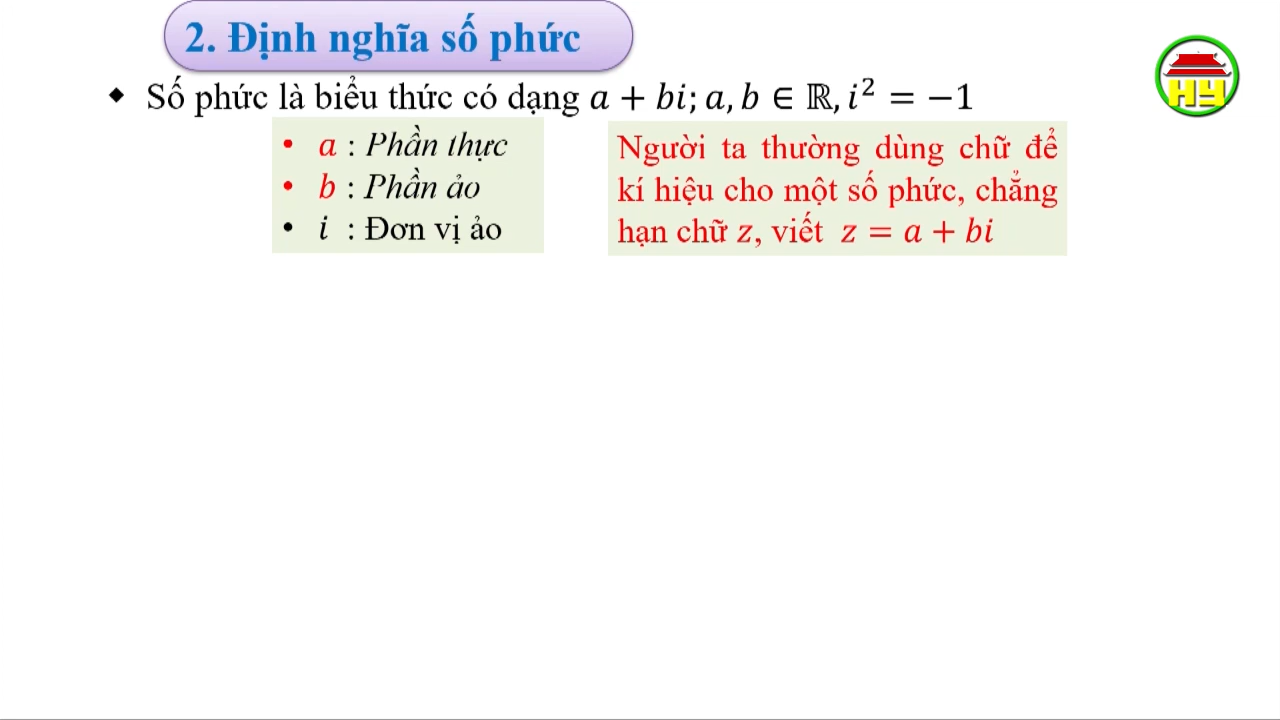 2. Định nghĩa số phức
HY
❖ Số phức là biểu thức có dạng 𝑎 + 𝑏𝑖; 𝑎, 𝑏 ∈ ℝ, 𝑖² = −1
• 𝑎 : Phần thực
• 𝑏 : Phần ảo
• 𝑖 : Đơn vị ảo
Người ta thường dùng chữ để
kí hiệu cho một số phức, chẳng
hạn chữ 𝑧, viết 𝑧 = 𝑎 + 𝑏𝑖